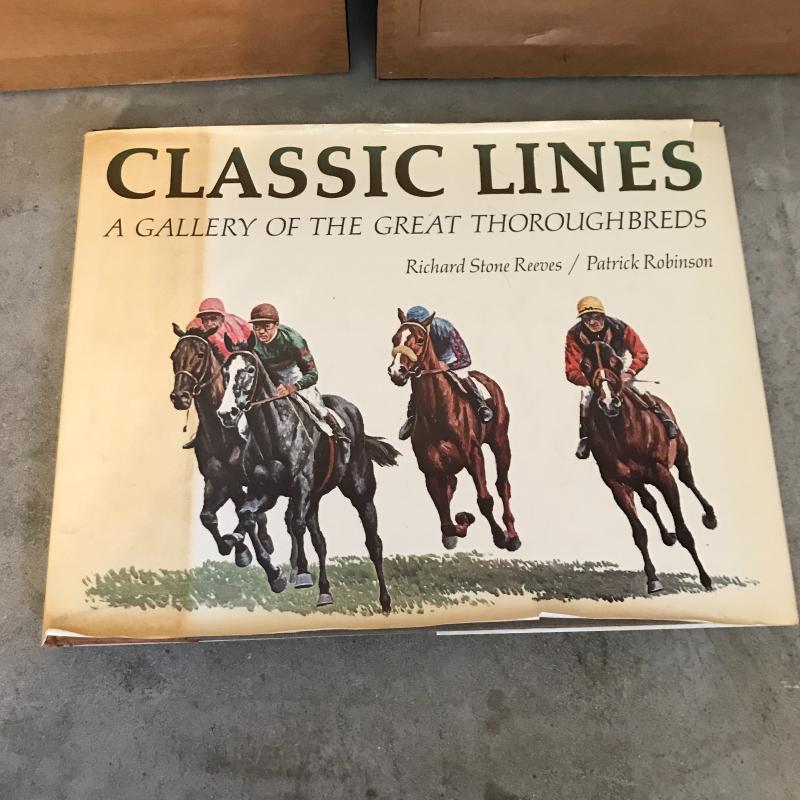 CLASSIC LINES
A GALLERY OF THE GREAT THOROUGHBREDS
Richard Stone Reeves / Patrick Robinson